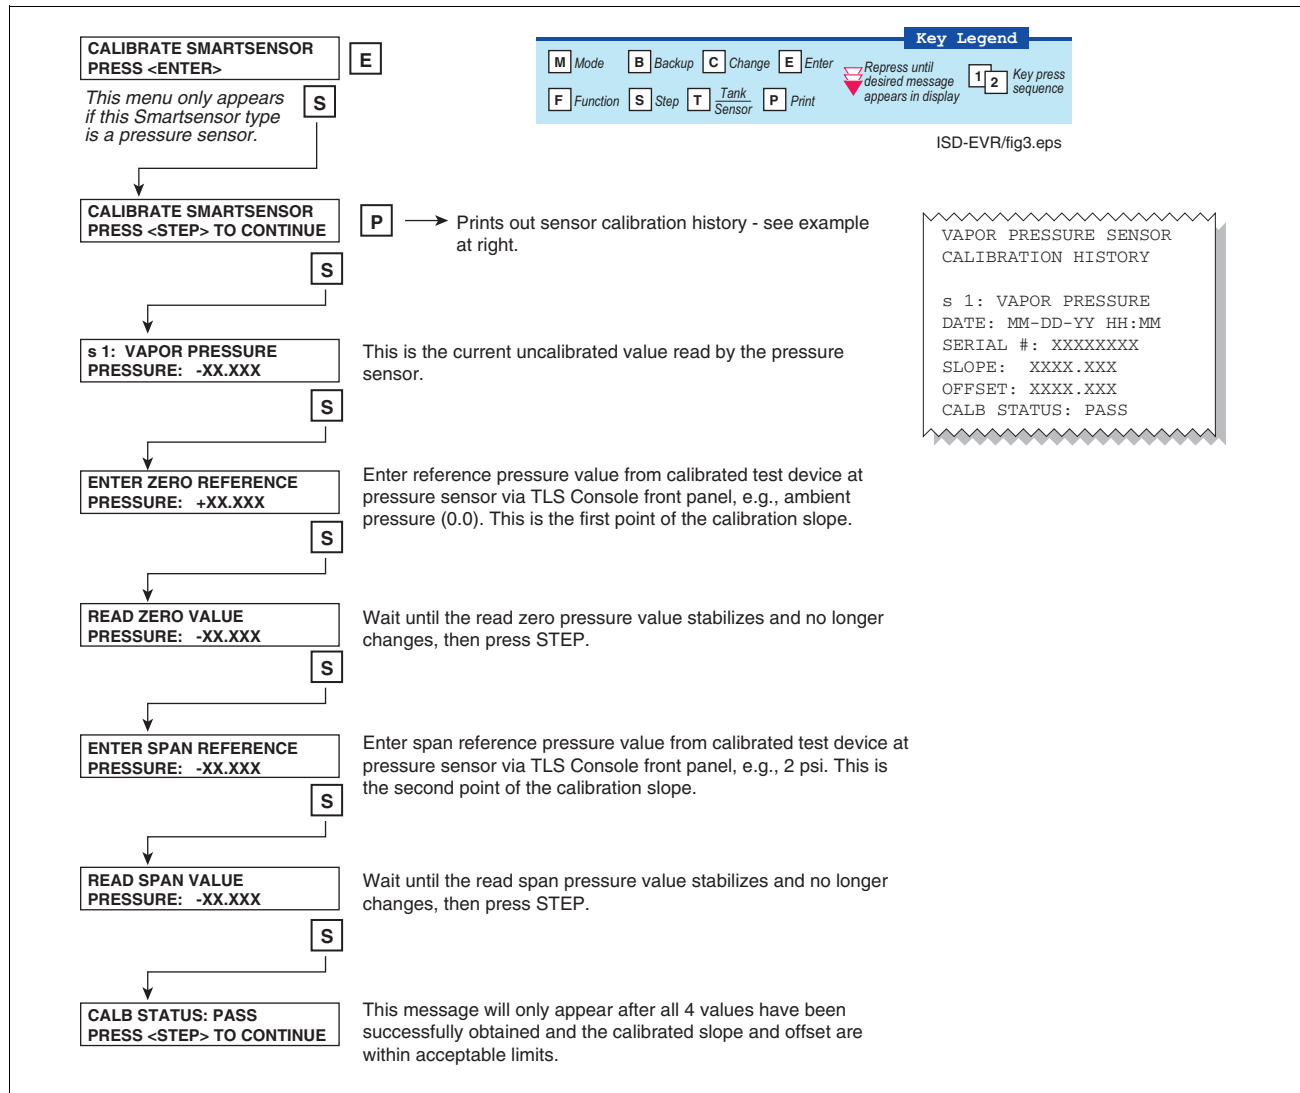 CALIBRATE SMARTSENSOR
PRESS <ENTER>
E
This menu only appears
if this Smartsensor type
is a pressure sensor.
S
Key Legend
M Mode B Backup C Change E Enter
F Function S Step T Tank
Sensor
P Print
Repress until
desired message
appears in display
1 2
Key press
sequence
ISD-EVR/fig3.eps
CALIBRATE SMARTSENSOR
PRESS <STEP> TO CONTINUE
P
Prints out sensor calibration history - see example
at right.
S
VAPOR PRESSURE SENSOR
CALIBRATION HISTORY
s 1: VAPOR PRESSURE
DATE: MM-DD-YY HH:MM
SERIAL #: XXXXXXXX
SLOPE: XXXX.XXX
OFFSET: XXXX.XXX
CALB STATUS: PASS
s 1: VAPOR PRESSURE
PRESSURE: -XX.XXX
This is the current uncalibrated value read by the pressure
sensor.
S
ENTER ZERO REFERENCE
PRESSURE: +XX.XXX
Enter reference pressure value from calibrated test device at
pressure sensor via TLS Console front panel, e.g., ambient
pressure (0.0). This is the first point of the calibration slope.
S
READ ZERO VALUE
PRESSURE: -XX.XXX
Wait until the read zero pressure value stabilizes and no longer
changes, then press STEP.
S
ENTER SPAN REFERENCE
PRESSURE: -XX.XXX
Enter span reference pressure value from calibrated test device at
pressure sensor via TLS Console front panel, e.g., 2 psi. This is
the second point of the calibration slope.
S
READ SPAN VALUE
PRESSURE: -XX.XXX
Wait until the read span pressure value stabilizes and no longer
changes, then press STEP.
S
CALB STATUS: PASS
PRESS <STEP> TO CONTINUE
This message will only appear after all 4 values have been
successfully obtained and the calibrated slope and offset are
within acceptable limits.